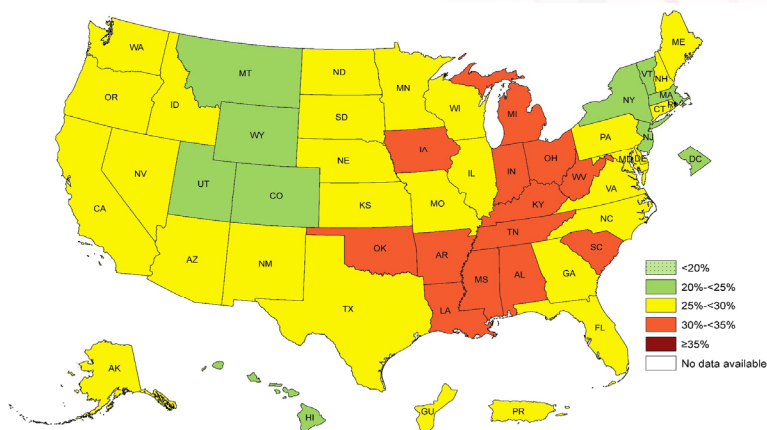 WA
MT
ND
MN
ME
VT
NH
OR
ID
SD
WI
MI
NY
MA
CT
WY
IA
PA
NJ
NV
UT
CO
NE
IL
IN
OH
MD
DE
DC
CA
KS
MO
KY
WV
VA
AZ
NM
OK
AR
TN
NC
SC
TX
LA
MS
AL
GA
FL
AK
HI
GU
PR
<20%
20%-<25%
25%-<30%
30%-<35%
≥35%
No data available